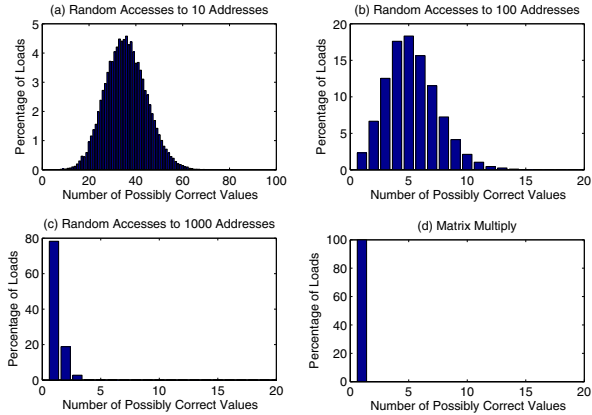 (a) Random Accesses to 10 Addresses
5
4
3
2
1
0
Percentage of Loads
0 20 40 60 80 100
Number of Possibly Correct Values
(b) Random Accesses to 100 Addresses
20
15
10
5
0
Percentage of Loads
0 5 10 15 20
Number of Possibly Correct Values
(c) Random Accesses to 1000 Addresses
80
60
40
20
0
Percentage of Loads
0 5 10 15 20
Number of Possibly Correct Values
(d) Matrix Multiply
100
80
60
40
20
0
Percentage of Loads
0 5 10 15 20
Number of Possibly Correct Values